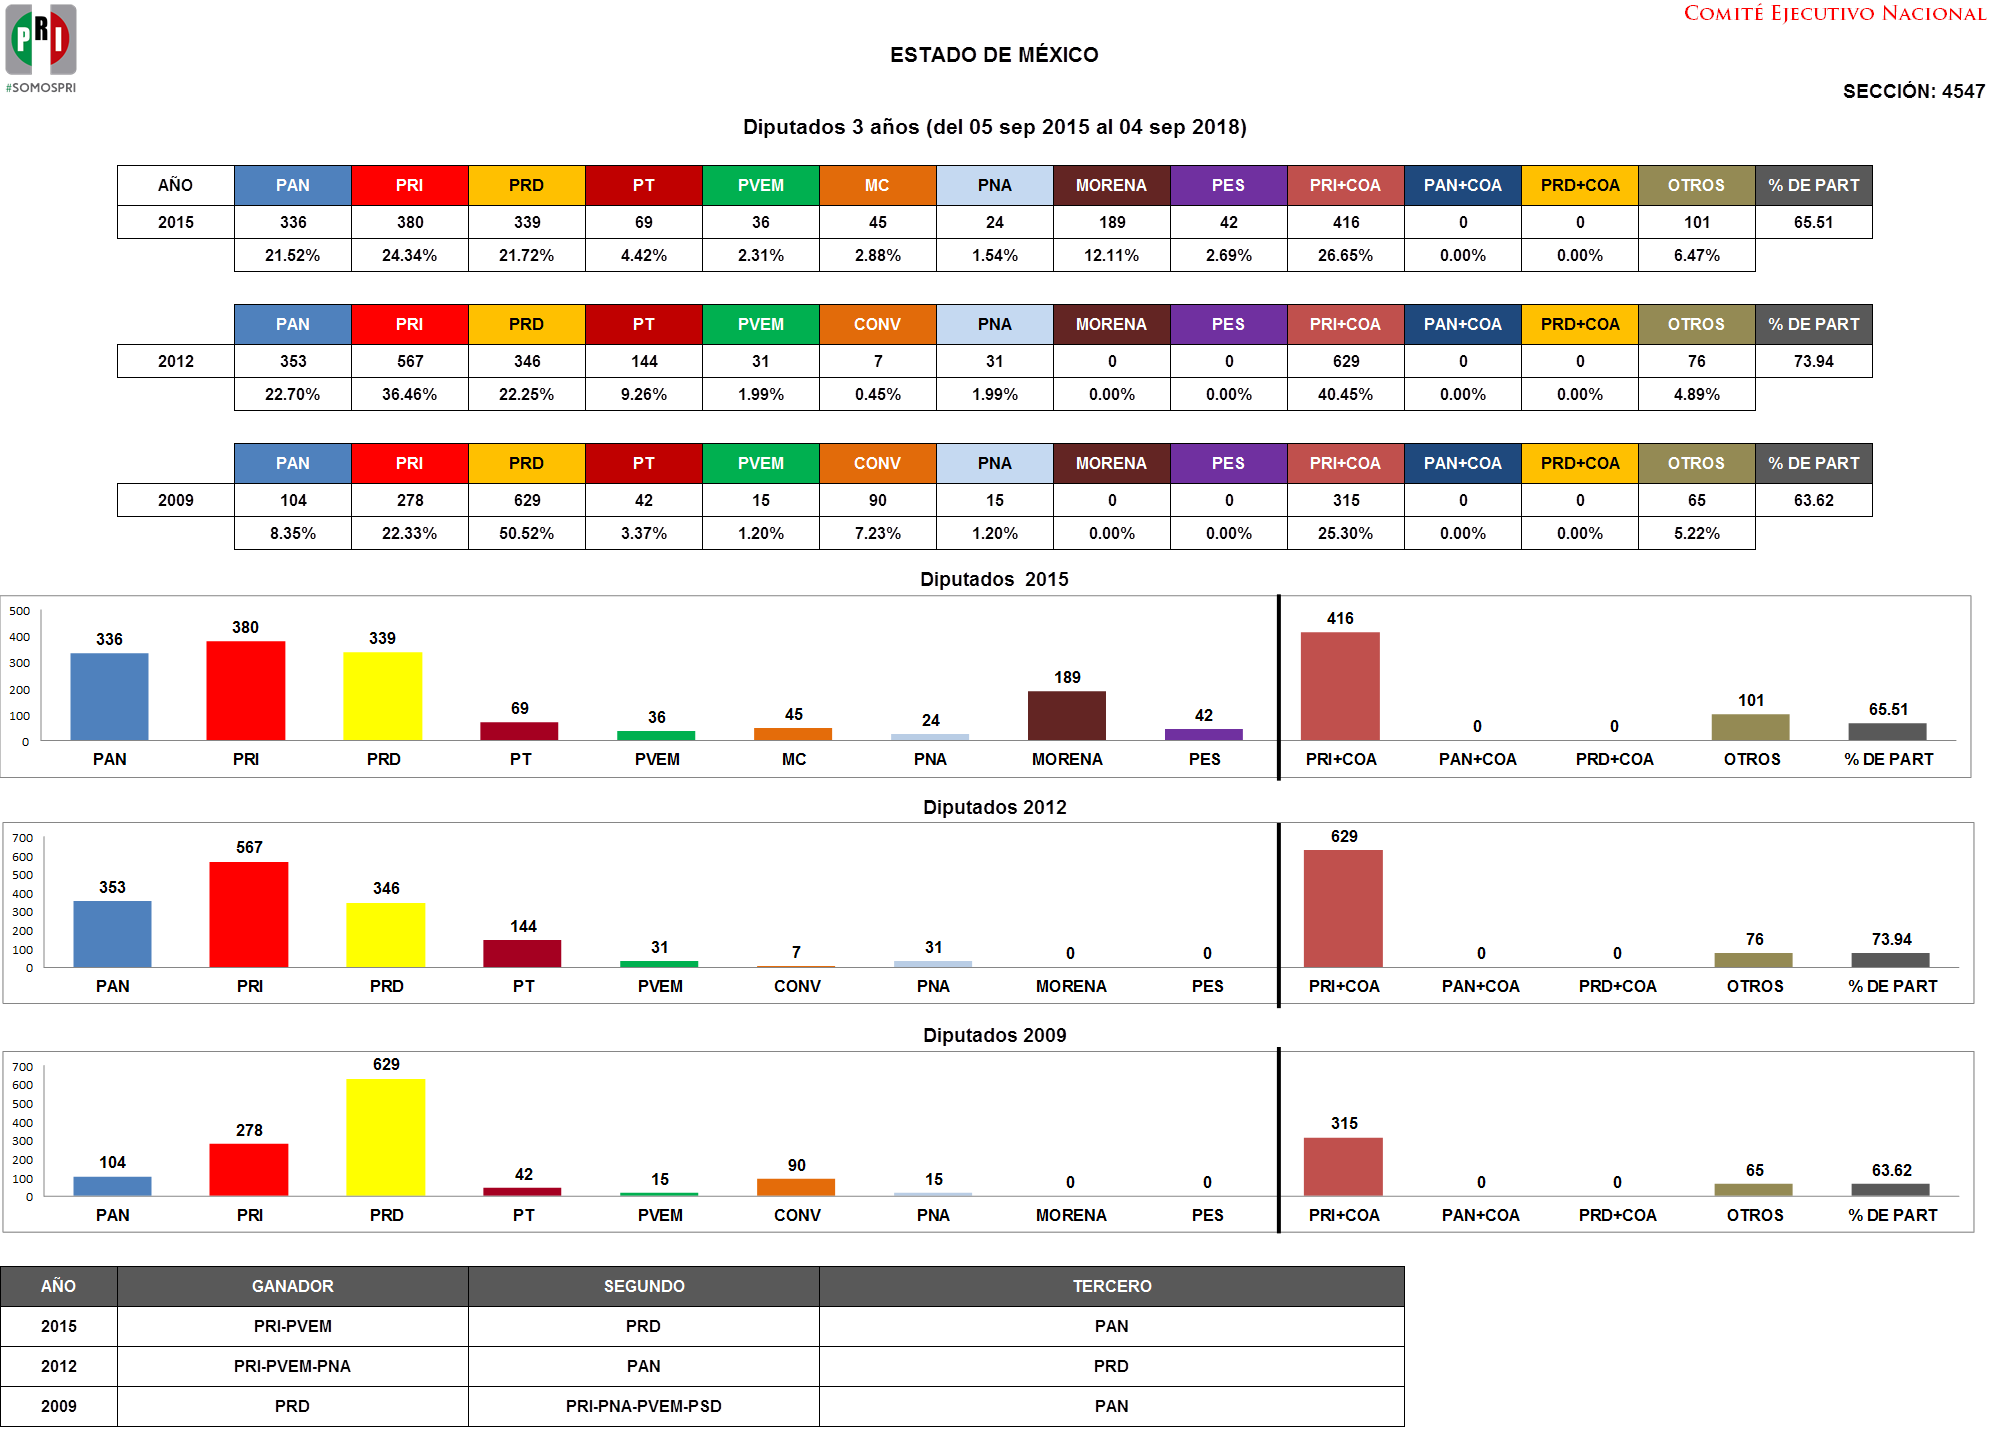 PRI
#SOMOSPRI
COMITÉ EJECUTIVO NACIONAL
ESTADO DE MÉXICO
SECCIÓN: 4547
Diputados 3 años (del 05 sep 2015 al 04 sep 2018)
AÑO PAN PRI PRD PT PVEM MC PNA MORENA PES PRI+COA PAN+COA PRD+COA OTROS % DE PART
2015 336 380 339 69 36 45 24 189 42 416 0 0 101 65.51
21.52% 24.34% 21.72% 4.42% 2.31% 2.88% 1.54% 12.11% 2.69% 26.65% 0.00% 0.00% 6.47%
PAN PRI PRD PT PVEM CONV PNA MORENA PES PRI+COA PAN+COA PRD+COA OTROS % DE PART
2012 353 567 346 144 31 7 31 0 0 629 0 0 76 73.94
22.70% 36.46% 22.25% 9.26% 1.99% 0.45% 1.99% 0.00% 0.00% 40.45% 0.00% 0.00% 4.89%
PAN PRI PRD PT PVEM CONV PNA MORENA PES PRI+COA PAN+COA PRD+COA OTROS % DE PART
2009 104 278 629 42 15 90 15 0 0 315 0 0 65 63.62
8.35% 22.33% 50.52% 3.37% 1.20% 7.23% 1.20% 0.00% 0.00% 25.30% 0.00% 0.00% 5.22%
Diputados 2015
500
400
300
200
100
0
336 380 339 69 36 45 24 189 42 416 0 0 101 65.51
PAN PRI PRD PT PVEM MC PNA MORENA PES PRI+COA PAN+COA PRD+COA OTROS % DE PART
Diputados 2012
700
600
500
400
300
200
100
0
353 567 346 144 31 7 31 0 0 629 0 0 76 73.94
PAN PRI PRD PT PVEM CONV PNA MORENA PES PRI+COA PAN+COA PRD+COA OTROS % DE PART
Diputados 2009
700
600
500
400
300
200
100
0
104 278 629 42 15 90 15 0 0 315 0 0 65 63.62
PAN PRI PRD PT PVEM CONV PNA MORENA PES PRI+COA PAN+COA PRD+COA OTROS % DE PART
AÑO GANADOR SEGUNDO TERCERO
2015 PRI-PVEM PRD PAN
2012 PRI-PVEM-PNA PAN PRD
2009 PRD PRI-PNA-PVEM-PSD PAN